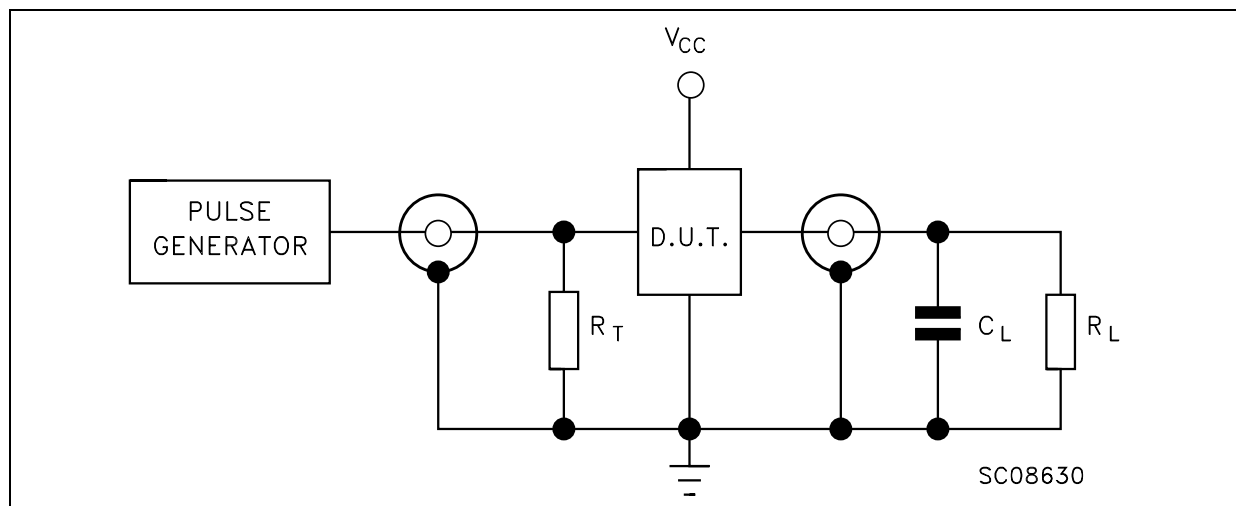 VCC
PULSE
GENERATOR
D.U.T.
RT
CL
RL
SC08630